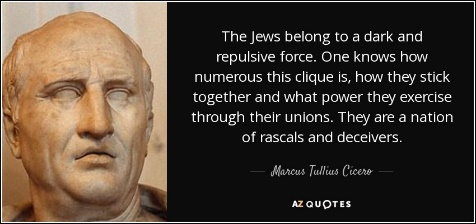 The Jews belong to a dark and
repulsive force. One knows how
numerous this clique is, how they stick
together and what power they exercise
through their unions. They are a nation
of rascals and deceivers.
Marcus Tullius Cicero
AZ QUOTES